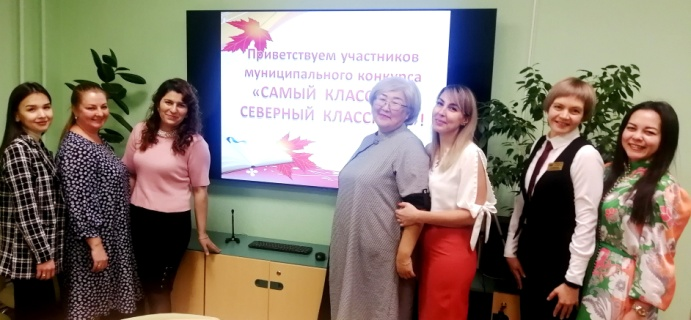 Приветствуем участников
муниципального конкурса
«САМЫЙ
СЕВЕРНЫЙ !